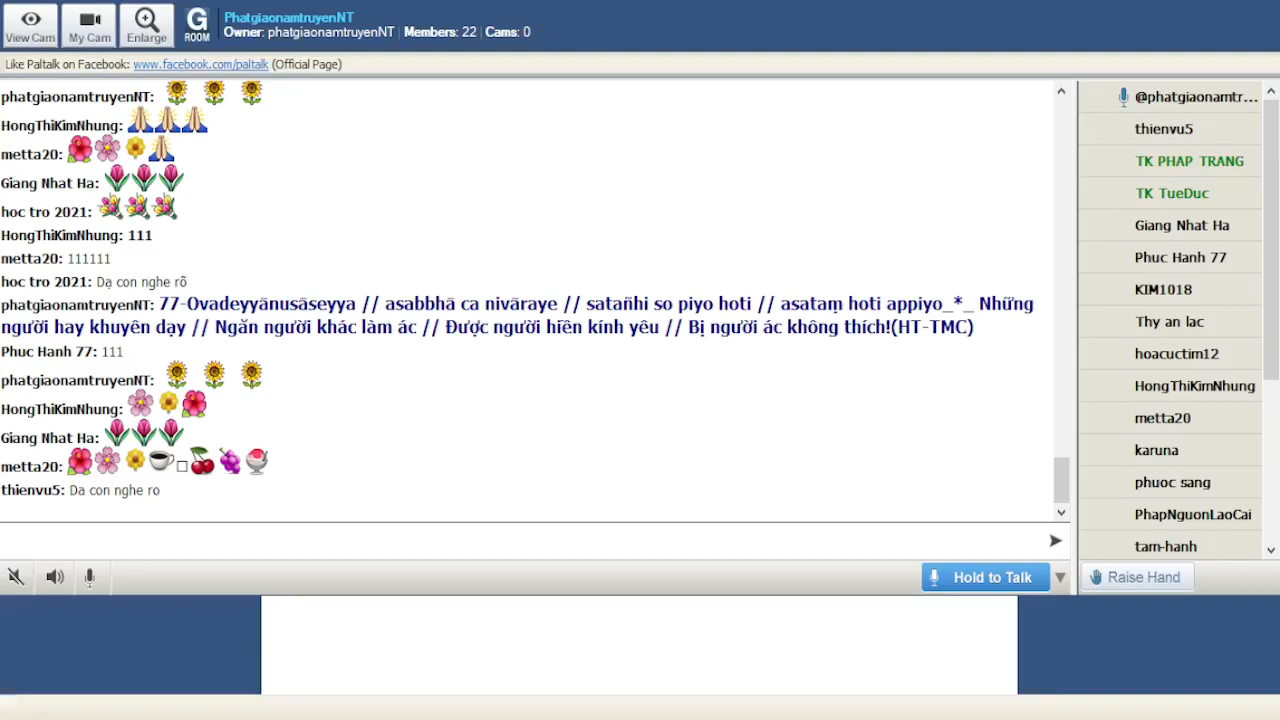 View Cam
My Cam
Enlarge
G
ROOM
PhatgiaonamtruyenNT
Owner: phatgiaonamtruyenNT | Members: 22 | Cams: 0
Like Paltalk on Facebook: www.facebook.com/paltalk (Official Page)
phatgiaonamtruyenNT:
HongThiKimNhung:
metta20:
Giang Nhat Ha:
hoc tro 2021:
HongThiKimNhung: 111
metta20: 111111
hoc tro 2021: Dạ con nghe rõ
phatgiaonamtruyenNT: 77-Ovadeyyānusāseyya // asabbhā ca nivāraye // satañhi so piyo hoti // asataṃ hoti appiyo_*_ Những
người hay khuyên dạy // Ngăn người khác làm ác // Được người hiền kính yêu // Bị người ác không thích!(HT-TMC)
Phuc Hanh 77: 111
phatgiaonamtruyenNT:
HongThiKimNhung:
Giang Nhat Ha:
metta20:
thienvu5: Da con nghe ro
@phatgiaonamtr...
thienvu5
TK PHAP TRANG
TK TueDuc
Giang Nhat Ha
Phuc Hanh 77
KIM1018
Thy an lac
hoacuctim12
HongThiKimNhung
metta20
karuna
phuoc sang
PhapNguonLaoCai
tam-hanh
Hold to Talk
Raise Hand